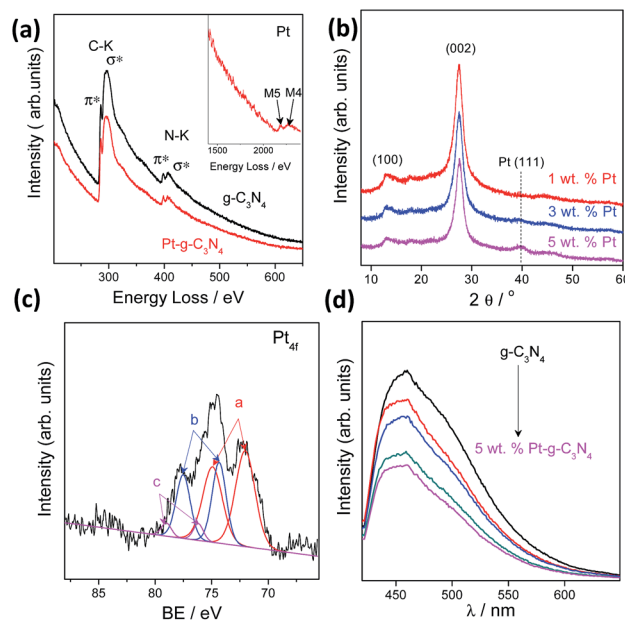 (a)
C-K
σ*
π*
N-K
π*
σ*
g-C₃N₄
Pt-g-C₃N₄
Pt
M5
M4
1500
2000
Energy Loss / eV
300
400
500
600
Energy Loss / eV
Intensity ( arb.units)
(b)
(002)
(100)
Pt (111)
1 wt. % Pt
3 wt. % Pt
5 wt. % Pt
10
20
30
40
50
60
2 θ / °
Intensity (arb.units)
(c)
Pt₄f
a
b
c
85
80
75
70
BE / eV
Intensity (arb. units)
(d)
g-C₃N₄
5 wt. % Pt-g-C₃N₄
450
500
550
600
λ / nm
Intensity (arb. units)